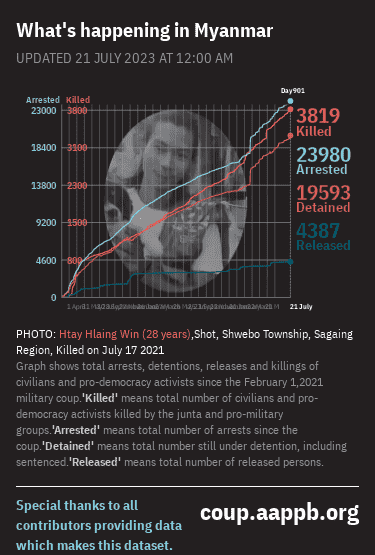 What's happening in Myanmar
UPDATED 21 JULY 2023 AT 12:00 AM
Day901
Arrested Killed
23000 3800
18400 3100
13800 2300
9200 1500
4600 800
0
3819
Killed
23980
Arrested
19593
Detained
4387
Released
21 July
PHOTO: Htay Hlaing Win (28 years),Shot, Shwebo Township, Sagaing
Region, Killed on July 17 2021
Graph shows total arrests, detentions, releases and killings of
civilians and pro-democracy activists since the February 1,2021
military coup.'Killed' means total number of civilians and pro-
democracy activists killed by the junta and pro-military
groups.'Arrested' means total number of arrests since the
coup.'Detained' means total number still under detention, including
sentenced.'Released' means total number of released persons.
Special thanks to all
contributors providing data
which makes this dataset.
coup.aappb.org